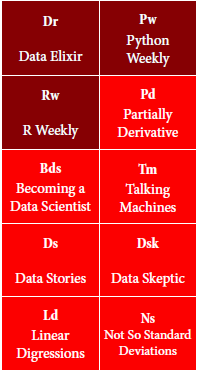 Dr
Data Elixir
Pw
Python
Weekly
Rw
R Weekly
Pd
Partially
Derivative
Bds
Becoming a
Data Scientist
Tm
Talking
Machines
Ds
Data Stories
Dsk
Data Skeptic
Ld
Linear
Digressions
Ns
Not So Standard
Deviations